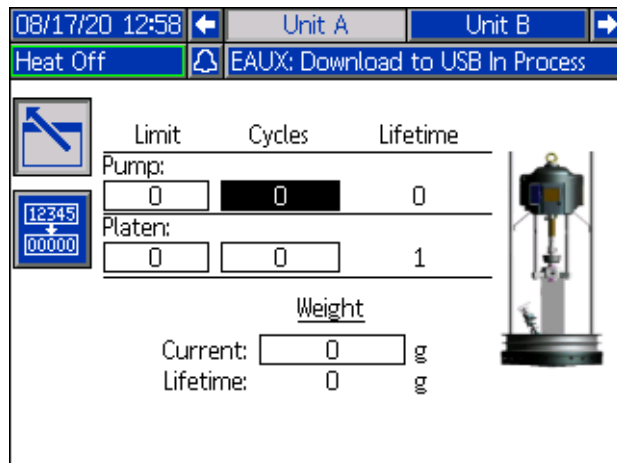 08/17/20 12:58 Unit A Unit B
Heat Off EAUX: Download to USB In Process
Limit Cycles Lifetime
Pump:
0 0 0
12345
00000
Platen:
0 0 1
Weight
Current: 0 g
Lifetime: 0 g